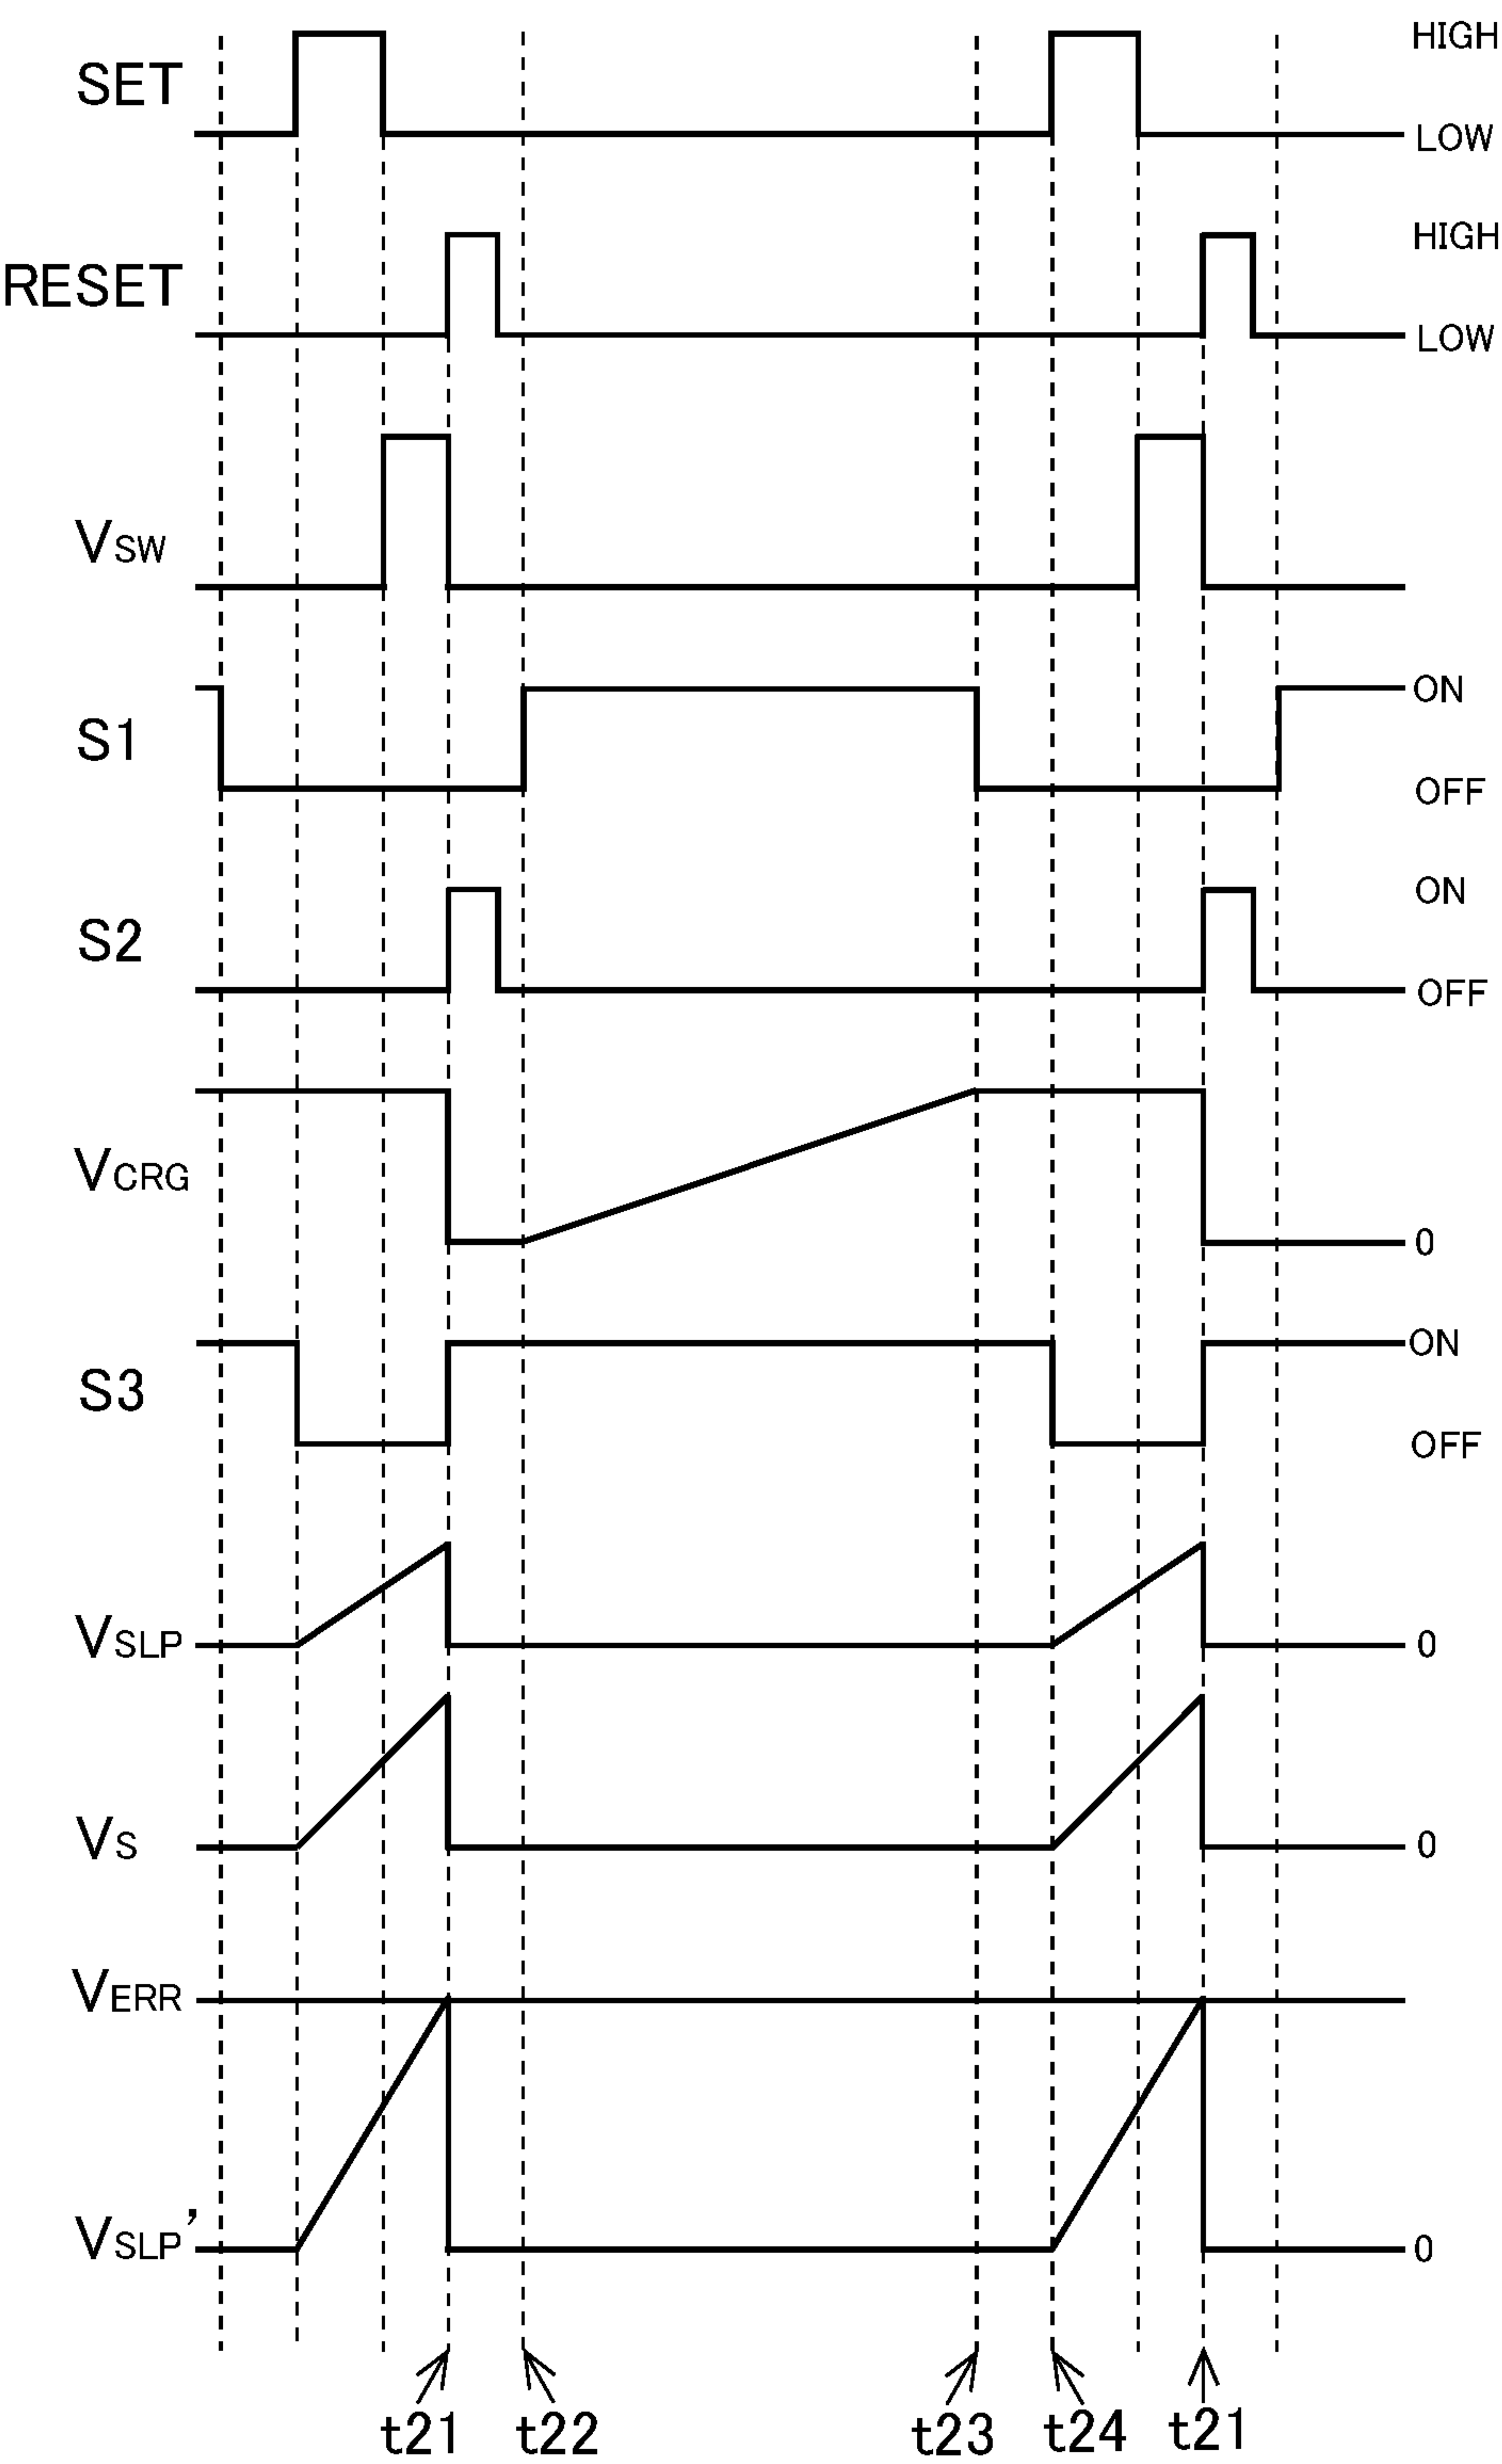 HIGH
SET
LOW
HIGH
RESET
LOW
VSW
ON
S1
OFF
ON
S2
OFF
VCRG
0
ON
S3
OFF
VSLP 0
VS 0
VERR
VSLP' 0
t21 t22 t23 t24 t21